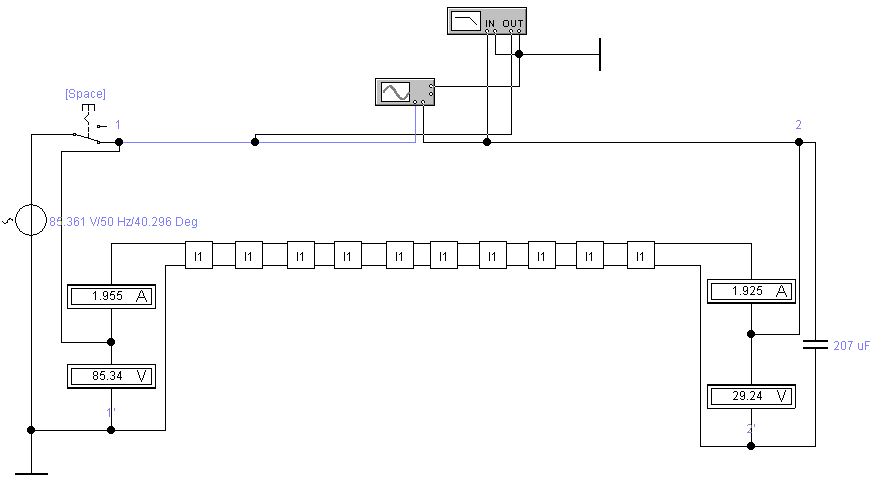 IN OUT
[Space]
1
2
85.361 V/50 Hz/40.296 Deg
I1 I1 I1 I1 I1 I1 I1 I1 I1 I1
1.955 A
1.925 A
207 uF
85.34 V
29.24 V
1'
2'